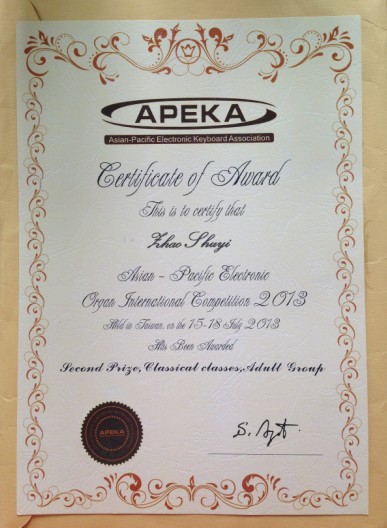 APEKA
Asian-Pacific Electronic Keyboard Association
Certificate of Award
This is to certify that
Zhao Shuyi
Asian - Pacific Electronic
Organ International Competition 2013
Held in Taiwan, on the 15-18 July 2013
Has Been Awarded
Second Prize,Classical classes,Adult Group
APEKA